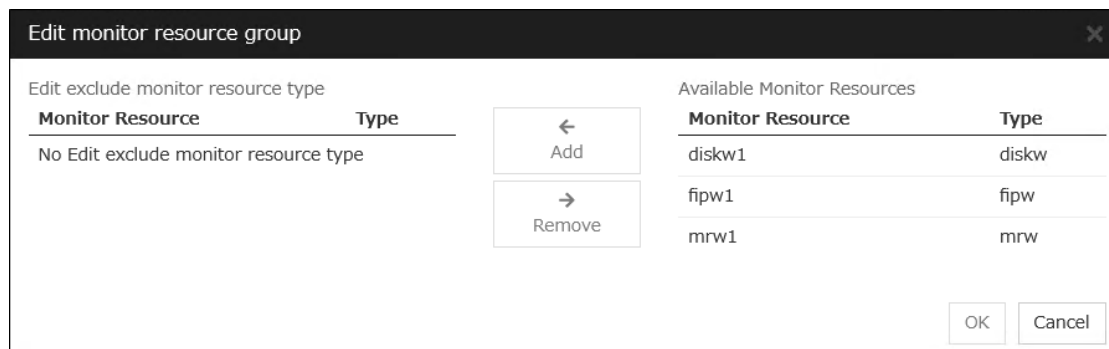 Edit monitor resource group
Edit exclude monitor resource type
Monitor Resource Type
No Edit exclude monitor resource type
Add
Remove
Available Monitor Resources
Monitor Resource Type
diskw1 diskw
fipw1 fipw
mrw1 mrw
OK Cancel